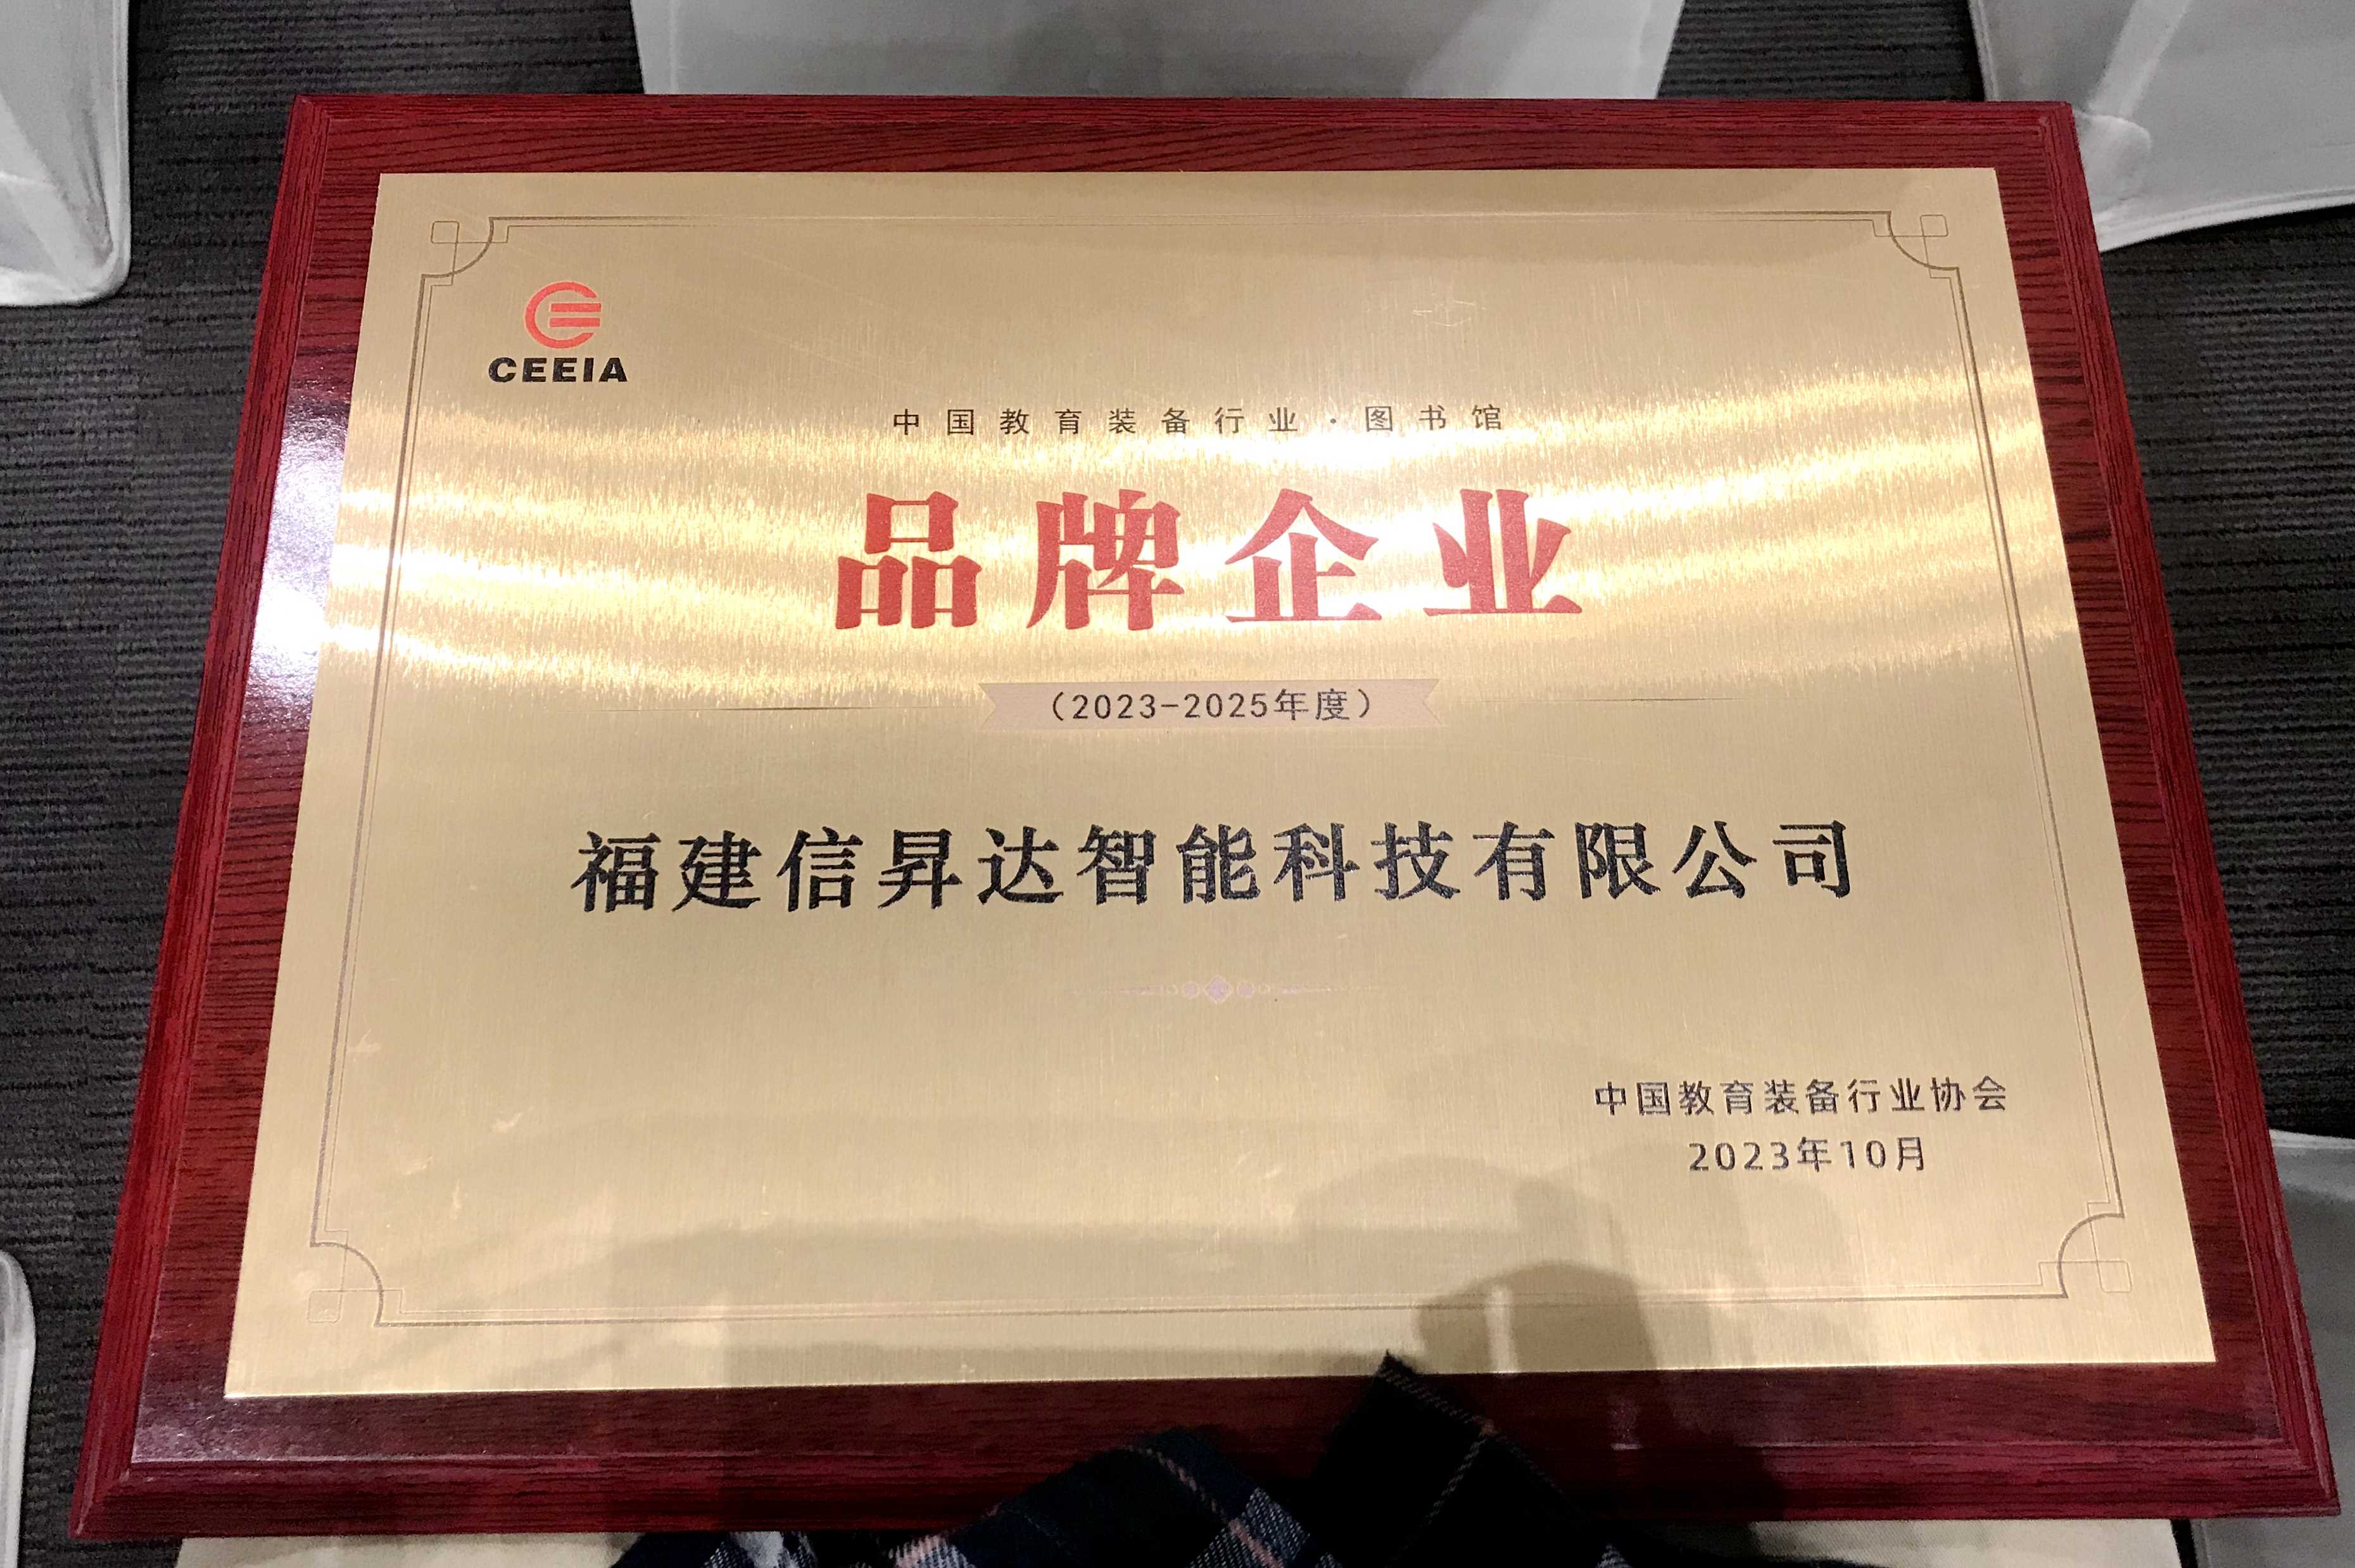 CEEIA
中国教育装备行业·图书馆
品牌企业
（2023-2025年度）
福建信昇达智能科技有限公司
中国教育装备行业协会
2023年10月